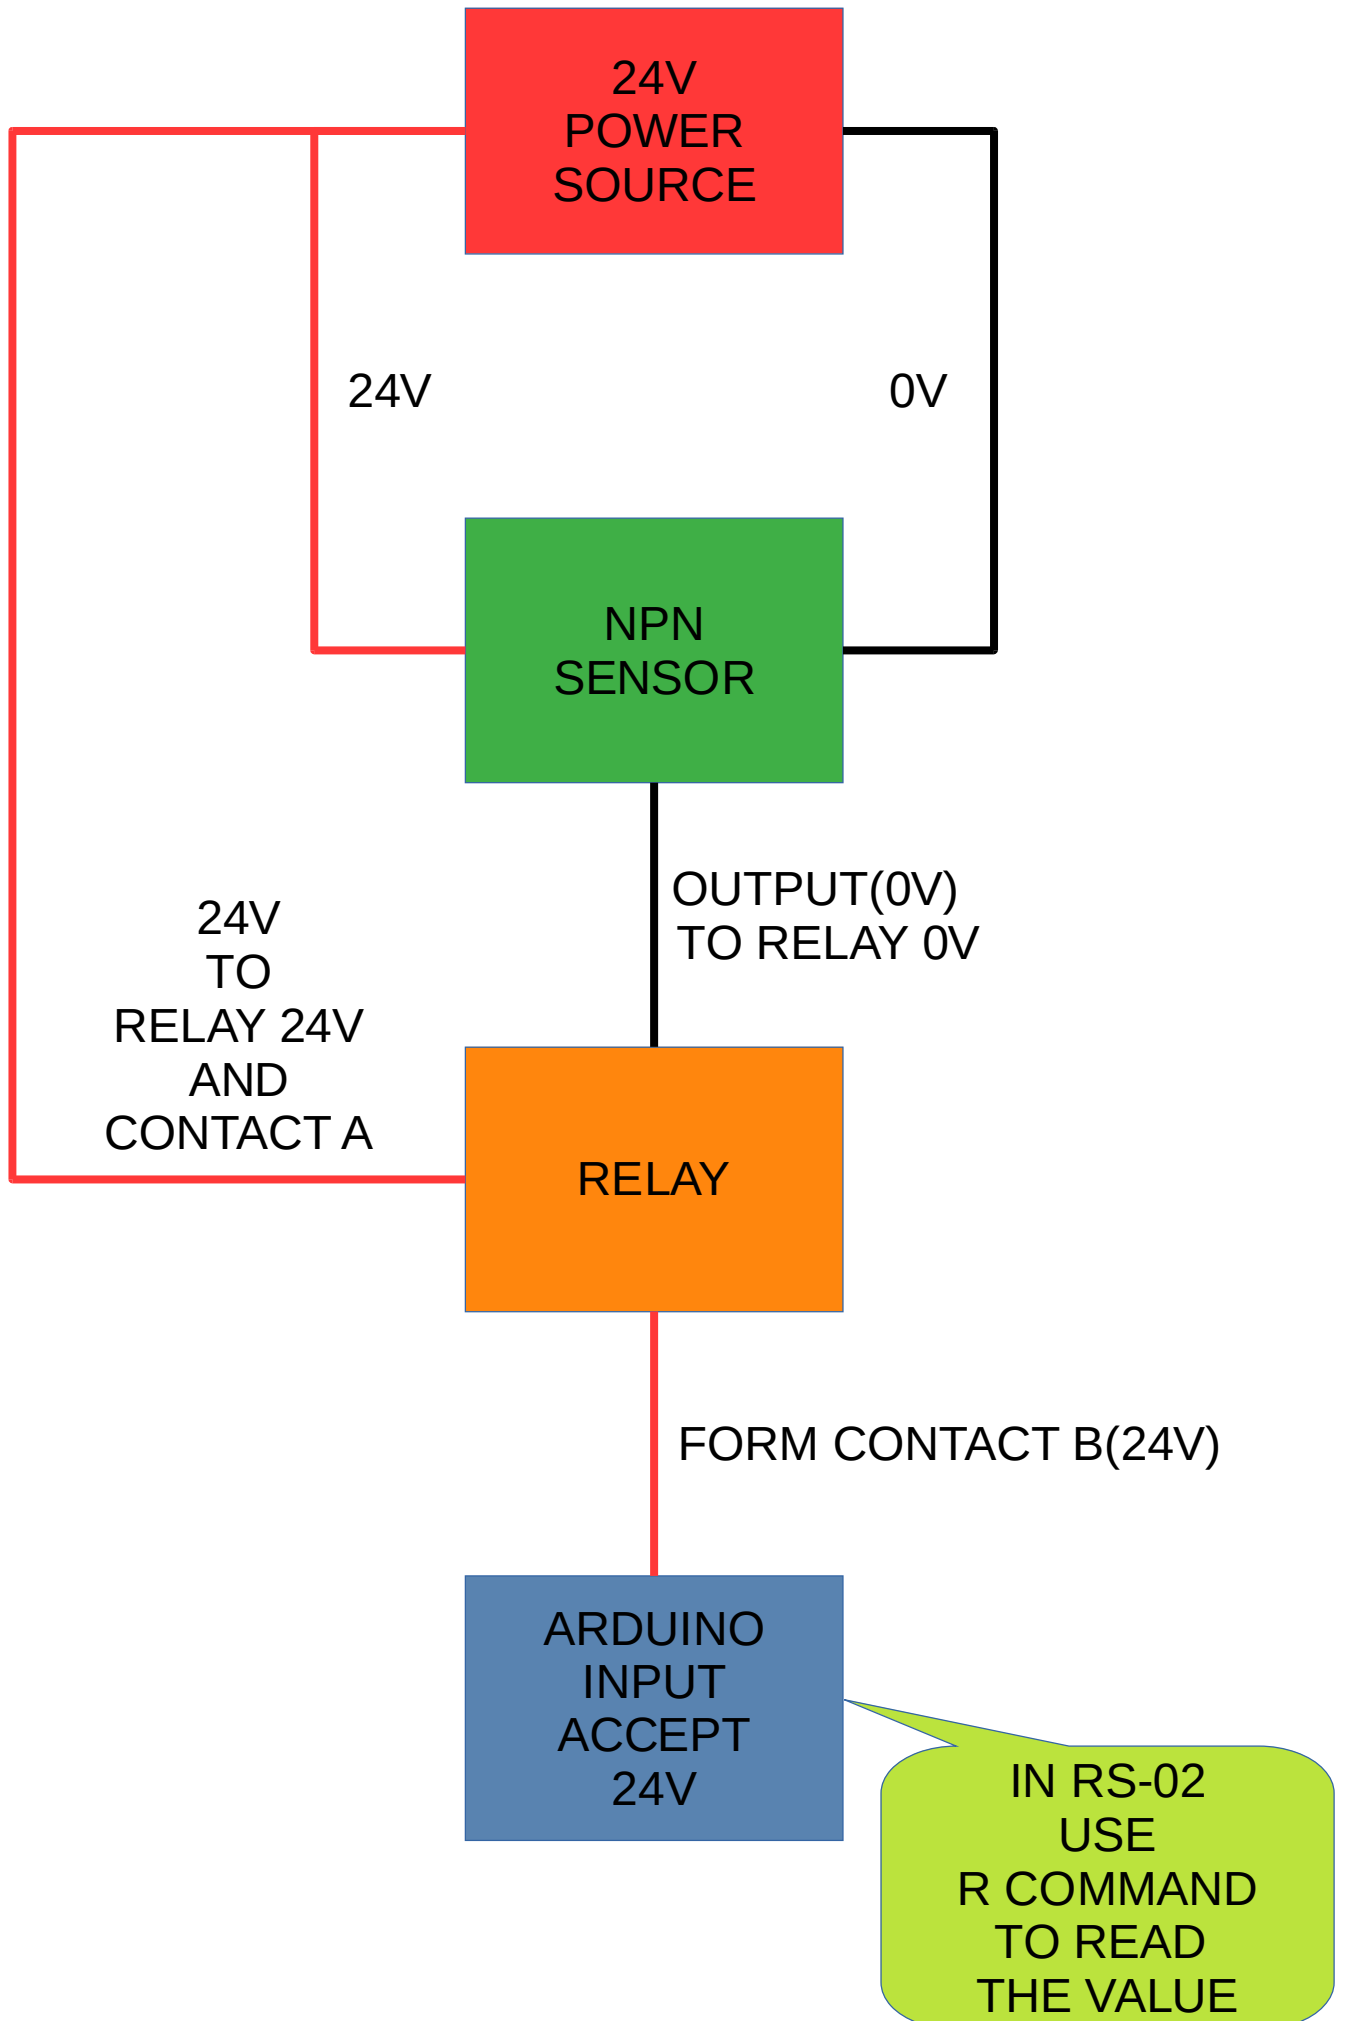 24V
POWER
SOURCE
24V
0V
NPN
SENSOR
OUTPUT(0V)
TO RELAY 0V
24V
TO
RELAY 24V
AND
CONTACT A
RELAY
FORM CONTACT B(24V)
ARDUINO
INPUT
ACCEPT
24V
IN RS-02
USE
R COMMAND
TO READ
THE VALUE